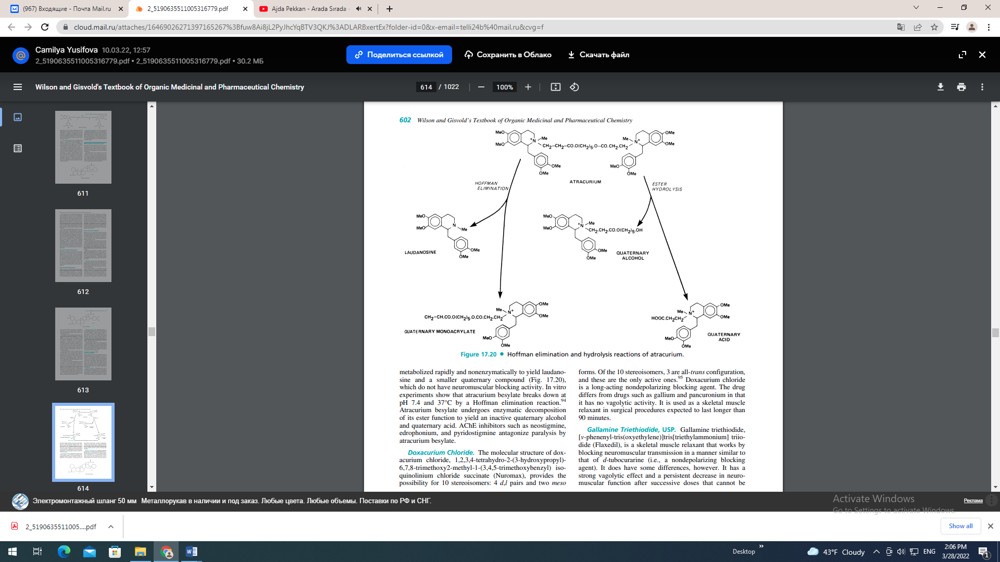 (967) Входящие - Почта Mail.ru
2_5190635511005316779.pdf
Ajda Pekkan - Arada Sırada
cloud.mail.ru/attaches/16469026271397165267%3Bfuw8Ai8jL2PyJhcYqBTV3QKJ%3ADLARBxertEx?folder-id=0&x-email=telli24b%40mail.ru&cvg=f
Camilya Yusifova 10.03.22, 12:57
2_5190635511005316779.pdf • 2_5190635511005316779.pdf • 30.2 МБ
Поделиться ссылкой
Сохранить в Облако
Скачать файл
Wilson and Gisvold's Textbook of Organic Medicinal and Pharmaceutical Chemistry
614 / 1022
100%
611
612
613
614
602 Wilson and Gisvold's Textbook of Organic Medicinal and Pharmaceutical Chemistry
MeO
MeO
+N
Me
CH2–CH2–CO.O(CH2)5.O–CO.CH2.CH2
Me
N+
OMe
OMe
OMe
OMe
MeO
OMe
ATRACURIUM
HOFFMAN
ELIMINATION
ESTER
HYDROLYSIS
MeO
MeO
N
Me
OMe
OMe
LAUDANOSINE
MeO
MeO
+N
Me
CH2.CH2.CO.O(CH2)5.OH
OMe
OMe
QUATERNARY
ALCOHOL
CH2–CH.CO.O(CH2)5.O.CO.CH2.CH2
Me
N+
OMe
OMe
MeO
OMe
QUATERNARY MONOACRYLATE
HOOC.CH2CH2
Me
N+
OMe
OMe
MeO
OMe
QUATERNARY
ACID
Figure 17.20 • Hoffman elimination and hydrolysis reactions of atracurium.
metabolized rapidly and nonenzymatically to yield laudano-
sine and a smaller quaternary compound (Fig. 17.20),
which do not have neuromuscular blocking activity. In vitro
experiments show that atracurium besylate breaks down at
pH 7.4 and 37°C by a Hoffman elimination reaction.94
Atracurium besylate undergoes enzymatic decomposition
of its ester function to yield an inactive quaternary alcohol
and quaternary acid. AChE inhibitors such as neostigmine,
edrophonium, and pyridostigmine antagonize paralysis by
atracurium besylate.
Doxacurium Chloride. The molecular structure of dox-
acurium chloride, 1,2,3,4-tetrahydro-2-(3-hydroxypropyl)-
6,7,8-trimethoxy2-methyl-1-(3,4,5-trimethoxybenzyl) iso-
quinolinium chloride succinate (Nuromax), provides the
possibility for 10 stereoisomers: 4 d,l pairs and two meso
forms. Of the 10 stereoisomers, 3 are all-trans configuration,
and these are the only active ones.95 Doxacurium chloride
is a long-acting nondepolarizing blocking agent. The drug
differs from drugs such as gallium and pancuronium in that
it has no vagolytic activity. It is used as a skeletal muscle
relaxant in surgical procedures expected to last longer than
90 minutes.
Gallamine Triethiodide, USP. Gallamine triethiodide,
[v-phenenyl-tris(oxyethylene)]tris[triethylammonium] triio-
dide (Flaxedil), is a skeletal muscle relaxant that works by
blocking neuromuscular transmission in a manner similar to
that of d-tubocurarine (i.e., a nondepolarizing blocking
agent). It does have some differences, however. It has a
strong vagolytic effect and a persistent decrease in neuro-
muscular function after successive doses that cannot be
Электромонтажный шланг 50 мм Металлорукав в наличии и под заказ. Любые цвета. Любые объемы. Поставки по РФ и СНГ.
Реклама
Activate Windows
Go to Settings to activate Windows.
2_5190635511005....pdf
Show all
Desktop
43°F Cloudy
ENG
2:06 PM
3/28/2022
1